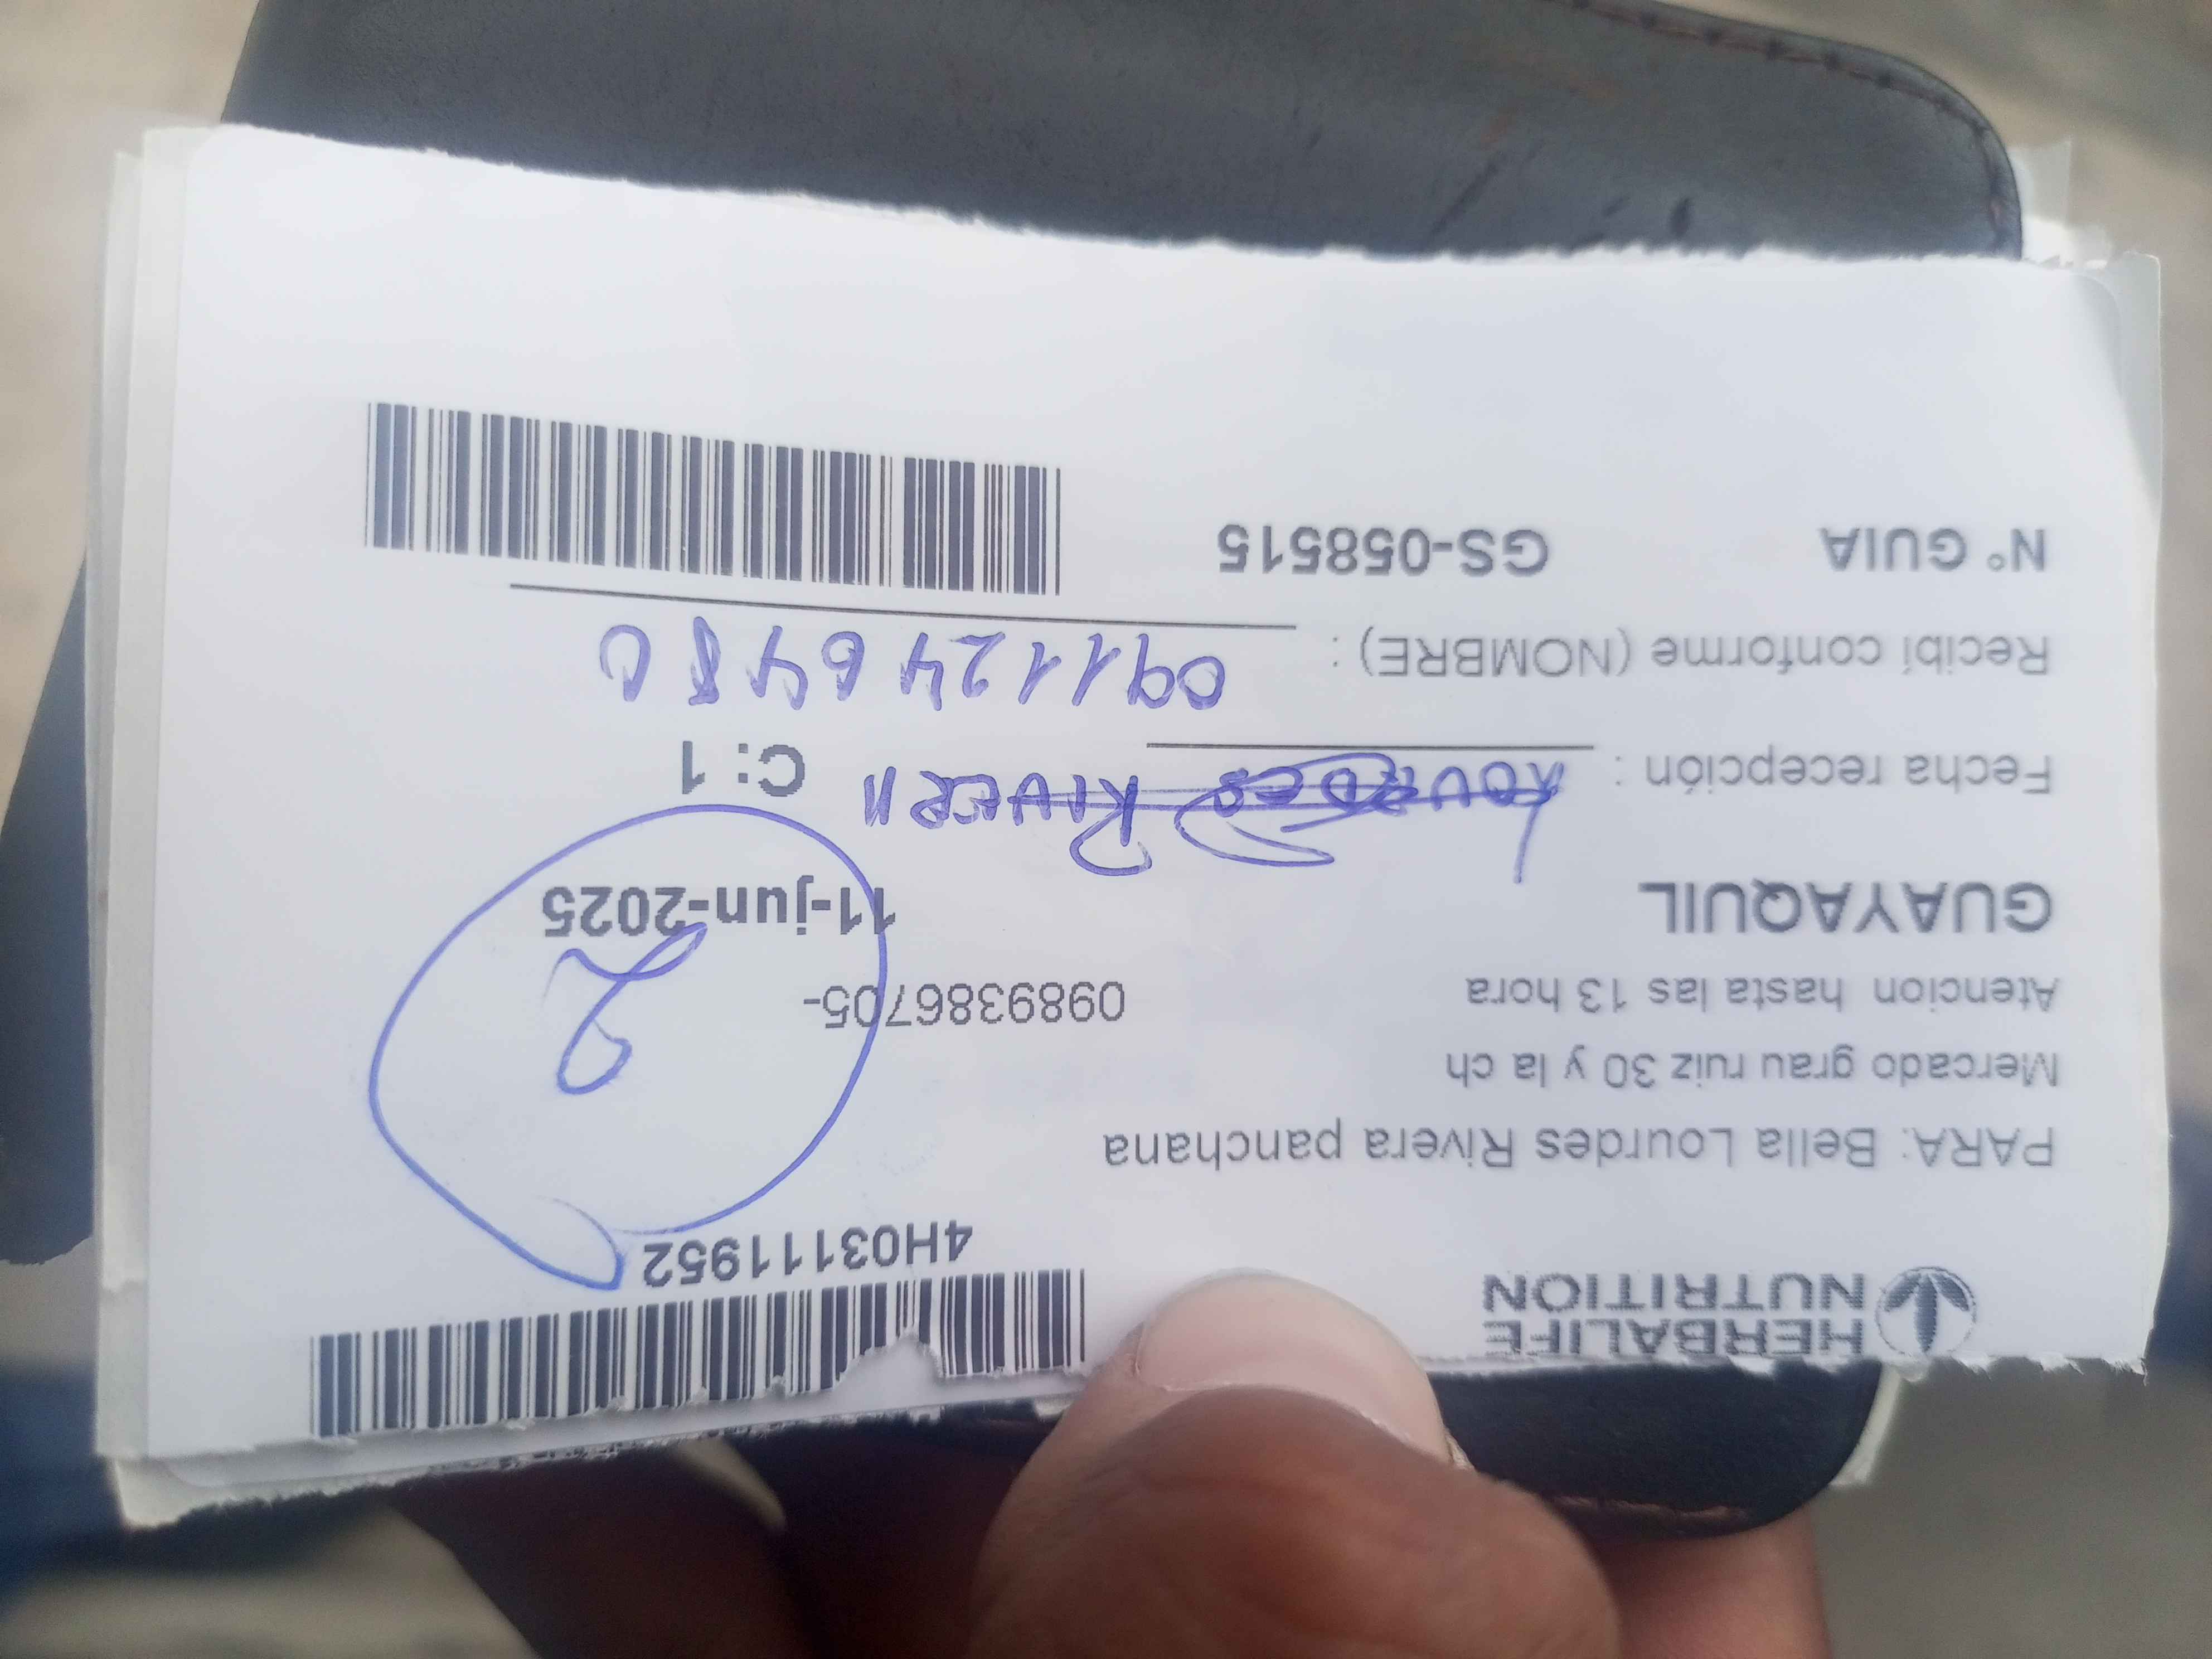 HERBALIFE
NUTRITION
4H03111952
PARA: Bella Lourdes Rivera panchana
Mercado grau ruiz 30 y la ch
Atencion hasta las 13 hora
0989386705-
2
GUAYAQUIL
11-jun-2025
Fecha recepción :
LOURDES RIVERA
C: 1
Recibí conforme (NOMBRE) :
0911246480
N° GUIA
GS-058515